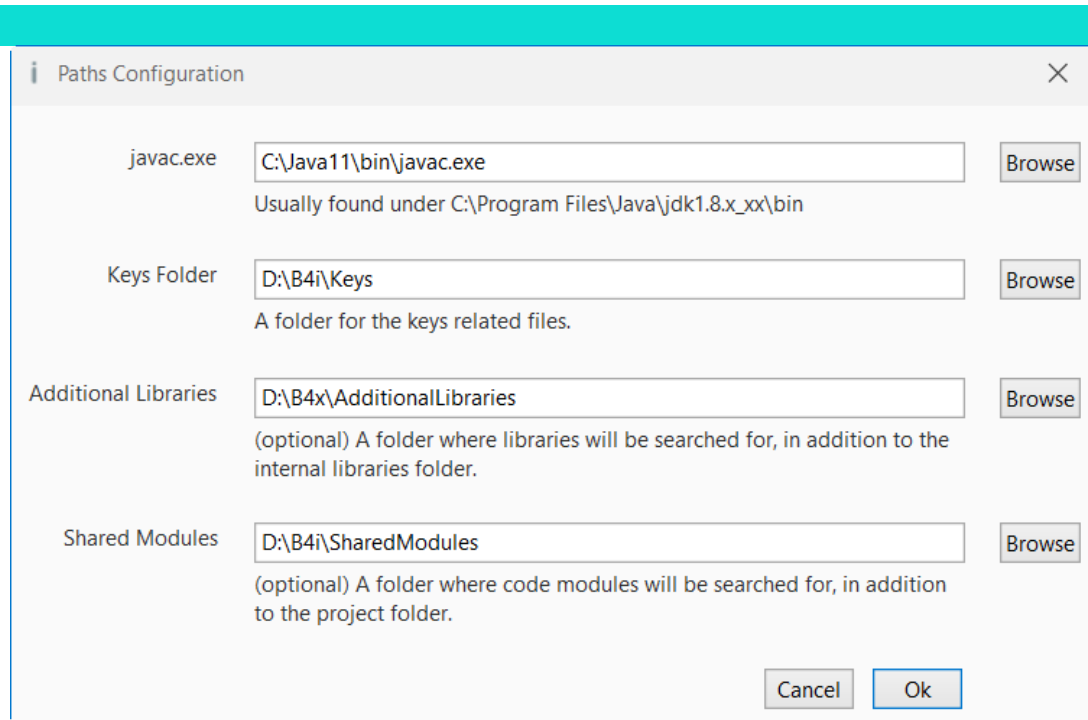 Paths Configuration
javac.exe
C:\Java11\bin\javac.exe
Browse
Usually found under C:\Program Files\Java\jdk1.8.x_xx\bin
Keys Folder
D:\B4i\Keys
Browse
A folder for the keys related files.
Additional Libraries
D:\B4x\AdditionalLibraries
Browse
(optional) A folder where libraries will be searched for, in addition to the
internal libraries folder.
Shared Modules
D:\B4i\SharedModules
Browse
(optional) A folder where code modules will be searched for, in addition
to the project folder.
Cancel
Ok